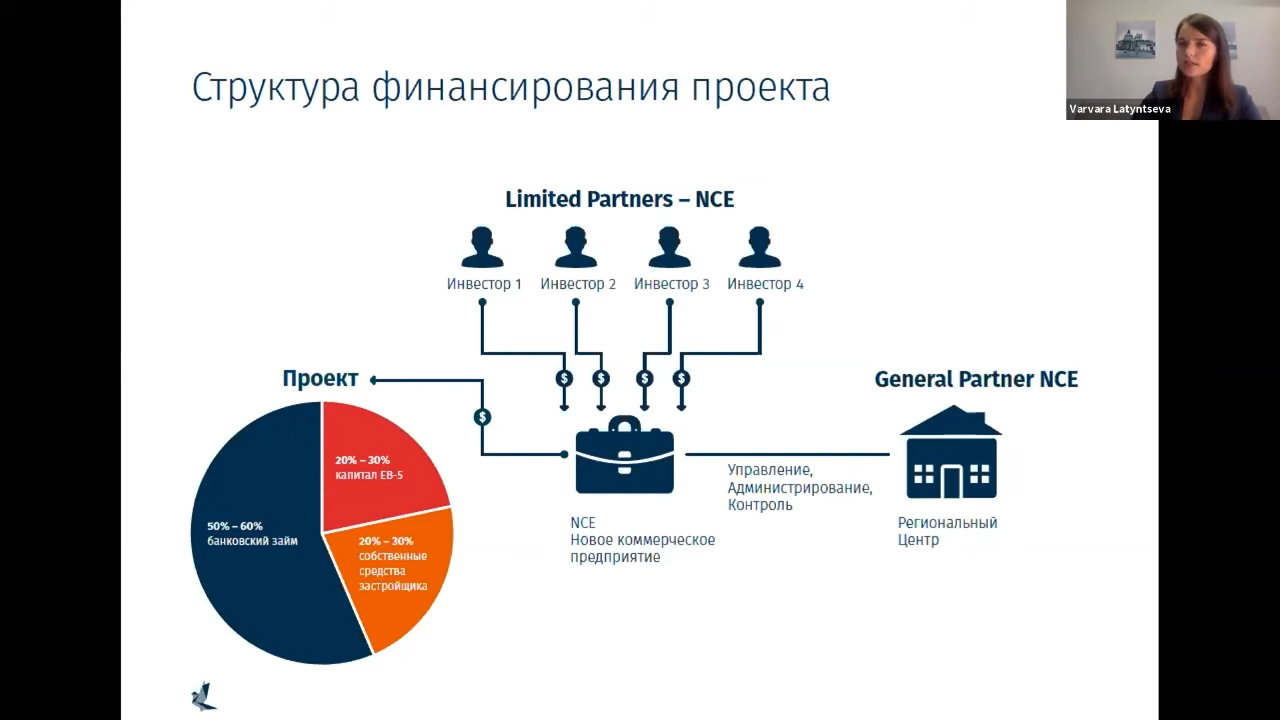 Varvara Latyntseva
Структура финансирования проекта
Limited Partners – NCE
Инвестор 1
Инвестор 2
Инвестор 3
Инвестор 4
$
$
$
$
Проект
$
General Partner NCE
20% – 30%
капитал EB-5
50% – 60%
банковский займ
20% – 30%
собственные
средства
застройщика
Управление,
Администрирование,
Контроль
NCE
Новое коммерческое
предприятие
Региональный
Центр